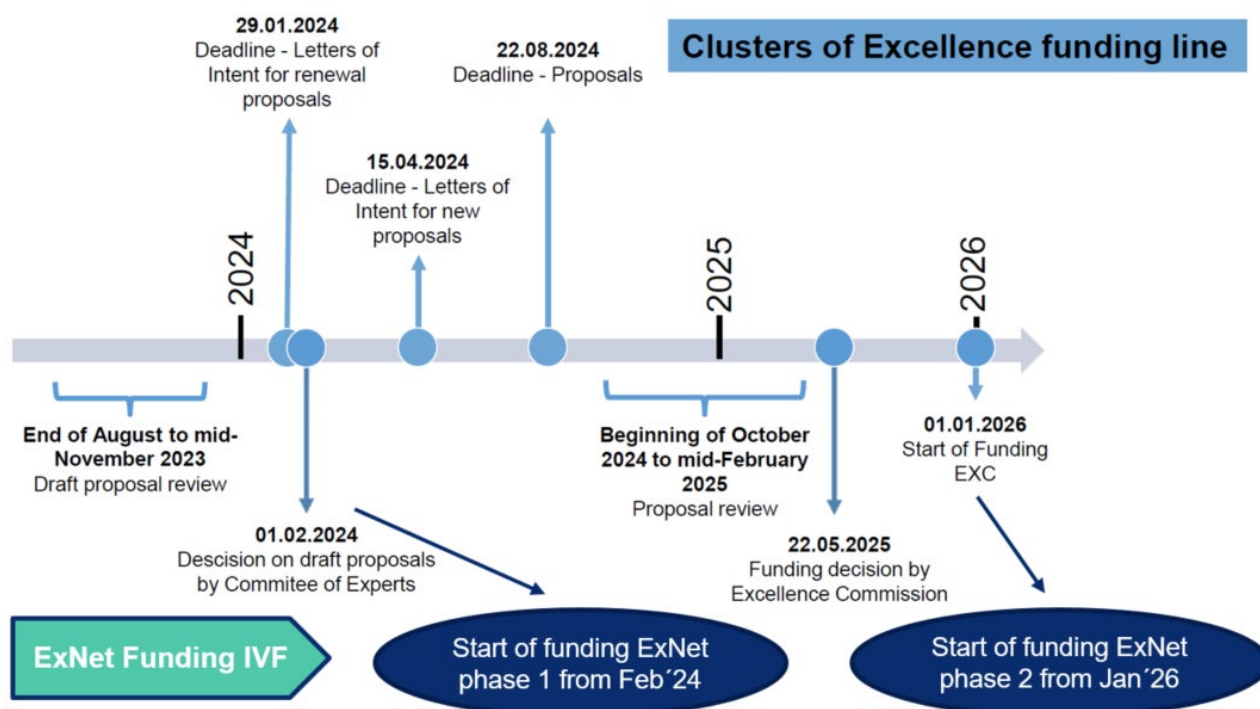 Clusters of Excellence funding line
29.01.2024
Deadline - Letters of
Intent for renewal
proposals
22.08.2024
Deadline - Proposals
15.04.2024
Deadline - Letters of
Intent for new
proposals
2024
2025
2026
End of August to mid-
November 2023
Draft proposal review
Beginning of October
2024 to mid-February
2025
Proposal review
01.01.2026
Start of Funding
EXC
01.02.2024
Descision on draft proposals
by Commitee of Experts
22.05.2025
Funding decision by
Excellence Commission
ExNet Funding IVF
Start of funding ExNet
phase 1 from Feb´24
Start of funding ExNet
phase 2 from Jan´26